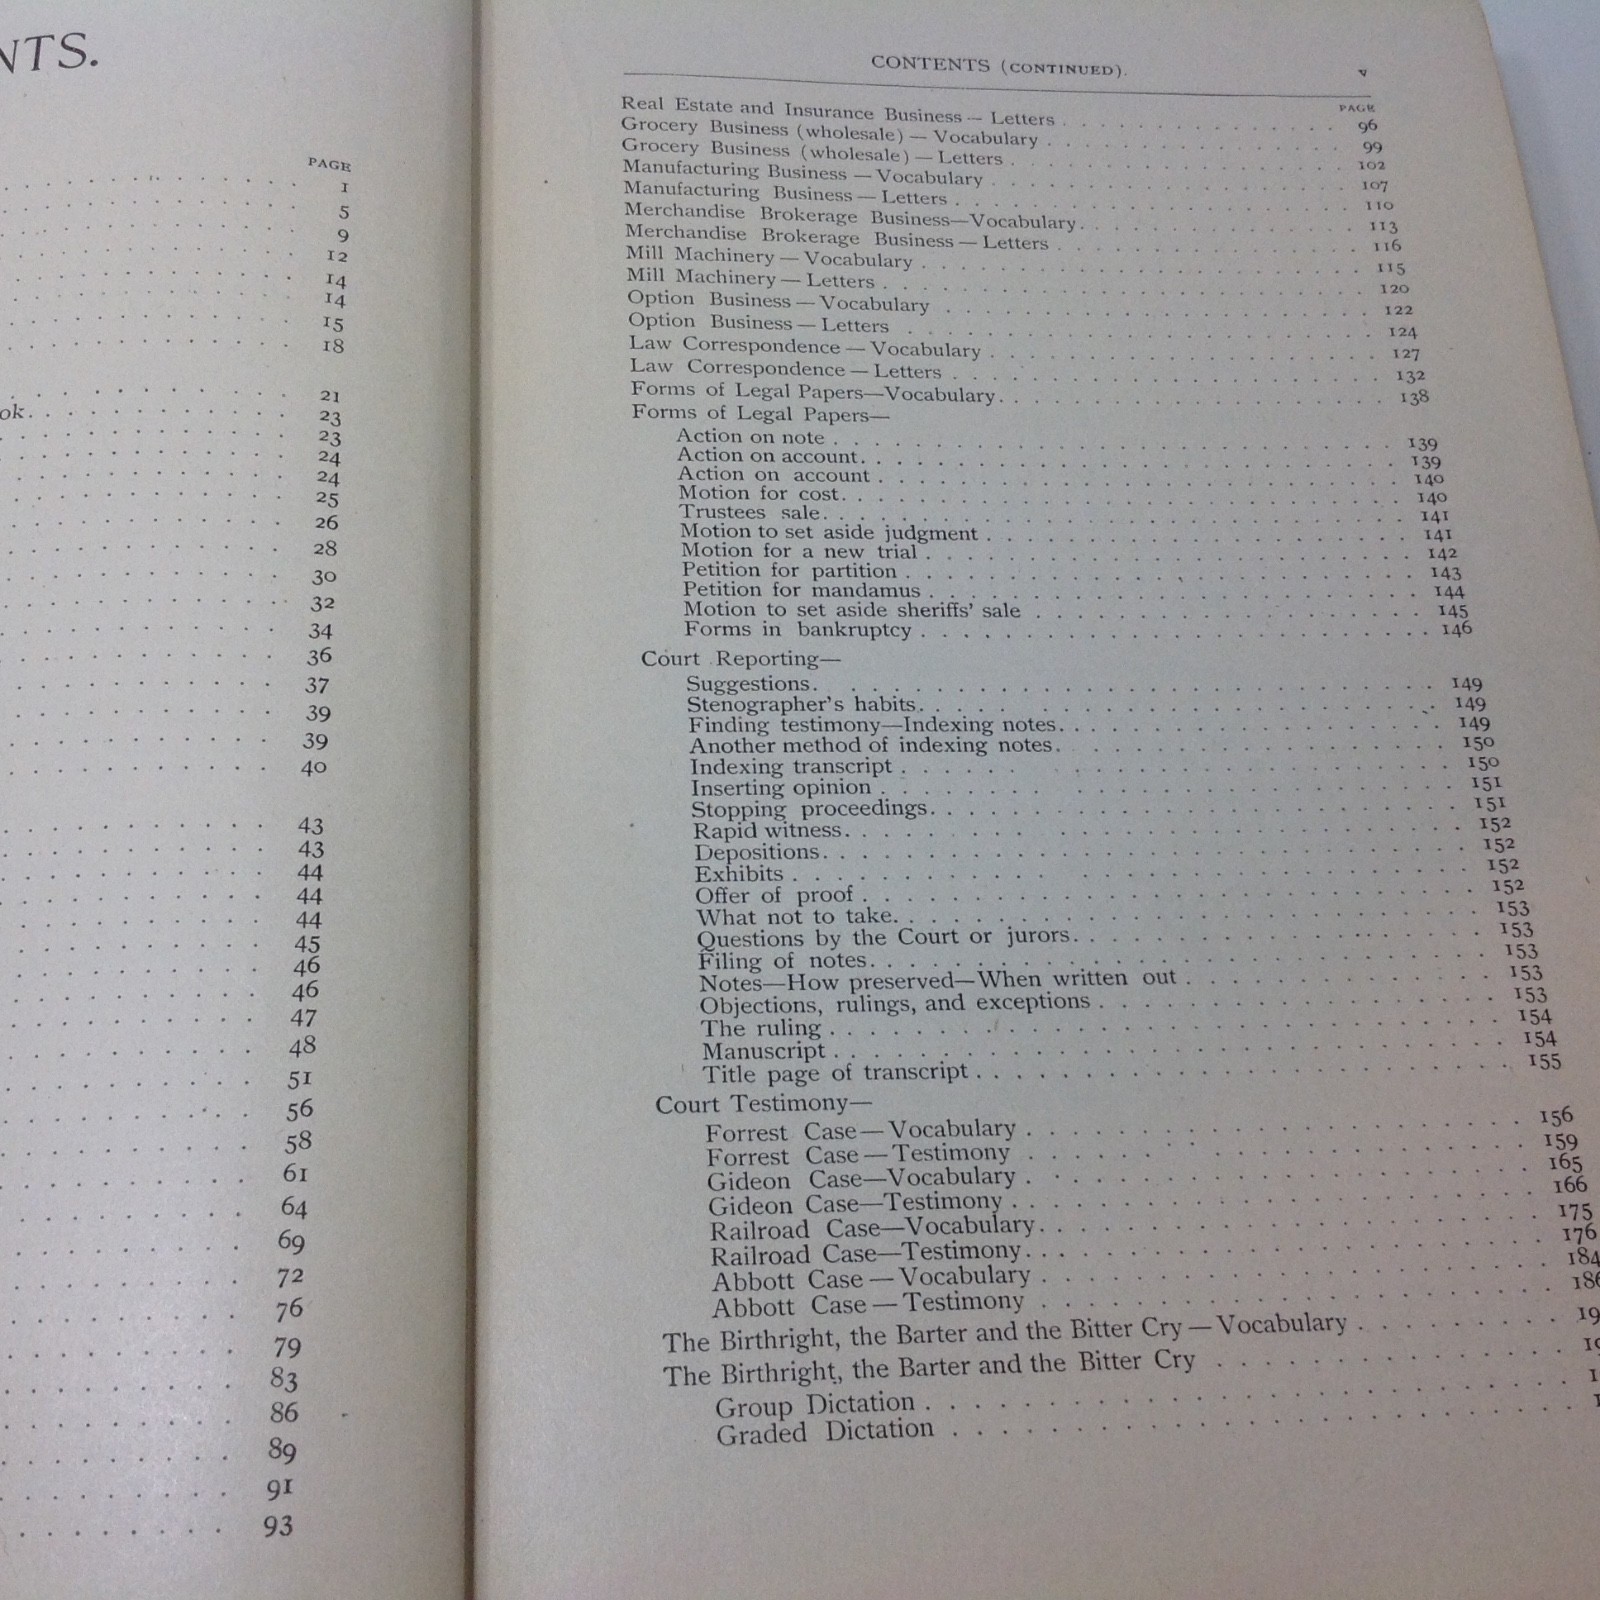 NTS.
PAGE
1
5
9
12
14
14
15
18
21
ok. 23
23
24
24
25
26
28
30
32
34
36
37
39
39
40
43
43
44
44
44
45
46
46
47
48
51
56
58
61
64
69
72
76
79
83
86
89
91
93
CONTENTS (CONTINUED). v
PAGE
Real Estate and Insurance Business — Letters 96
Grocery Business (wholesale) — Vocabulary 99
Grocery Business (wholesale) — Letters 102
Manufacturing Business — Vocabulary 107
Manufacturing Business — Letters 110
Merchandise Brokerage Business—Vocabulary. 113
Merchandise Brokerage Business — Letters 116
Mill Machinery — Vocabulary 115
Mill Machinery — Letters 120
Option Business — Vocabulary 122
Option Business — Letters 124
Law Correspondence — Vocabulary 127
Law Correspondence — Letters 132
Forms of Legal Papers—Vocabulary. 138
Forms of Legal Papers—
Action on note 139
Action on account. 139
Action on account 140
Motion for cost. 140
Trustees sale. 141
Motion to set aside judgment 141
Motion for a new trial 142
Petition for partition 143
Petition for mandamus 144
Motion to set aside sheriffs' sale 145
Forms in bankruptcy 146
Court Reporting—
Suggestions. 149
Stenographer's habits. 149
Finding testimony—Indexing notes. 149
Another method of indexing notes. 150
Indexing transcript 150
Inserting opinion 151
Stopping proceedings. 151
Rapid witness. 152
Depositions. 152
Exhibits 152
Offer of proof 152
What not to take. 153
Questions by the Court or jurors. 153
Filing of notes. 153
Notes—How preserved—When written out 153
Objections, rulings, and exceptions 153
The ruling 154
Manuscript 154
Title page of transcript 155
Court Testimony—
Forrest Case — Vocabulary 156
Forrest Case — Testimony 159
Gideon Case—Vocabulary 165
Gideon Case—Testimony 166
Railroad Case—Vocabulary. 175
Railroad Case—Testimony. 176
Abbott Case — Vocabulary 184
Abbott Case — Testimony 186
The Birthright, the Barter and the Bitter Cry — Vocabulary 19
The Birthright, the Barter and the Bitter Cry
Group Dictation
Graded Dictation